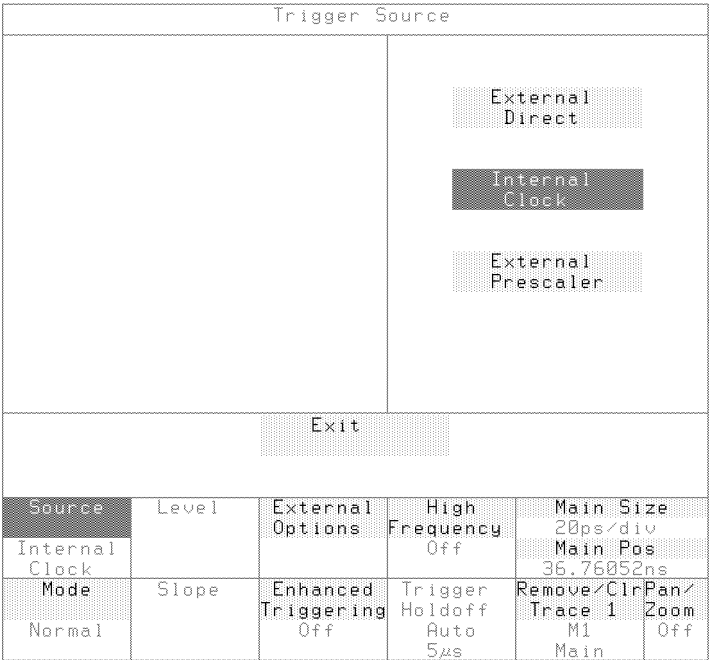 Trigger Source
External
Direct
Internal
Clock
External
Prescaler
Exit
Source
Internal
Clock
Level
External
Options
High
Frequency
Off
Main Size
20ps/div
Main Pos
36.76052ns
Mode
Normal
Slope
Enhanced
Triggering
Off
Trigger
Holdoff
Auto
5µs
Remove/Clr
Trace 1
M1
Main
Pan/
Zoom
Off